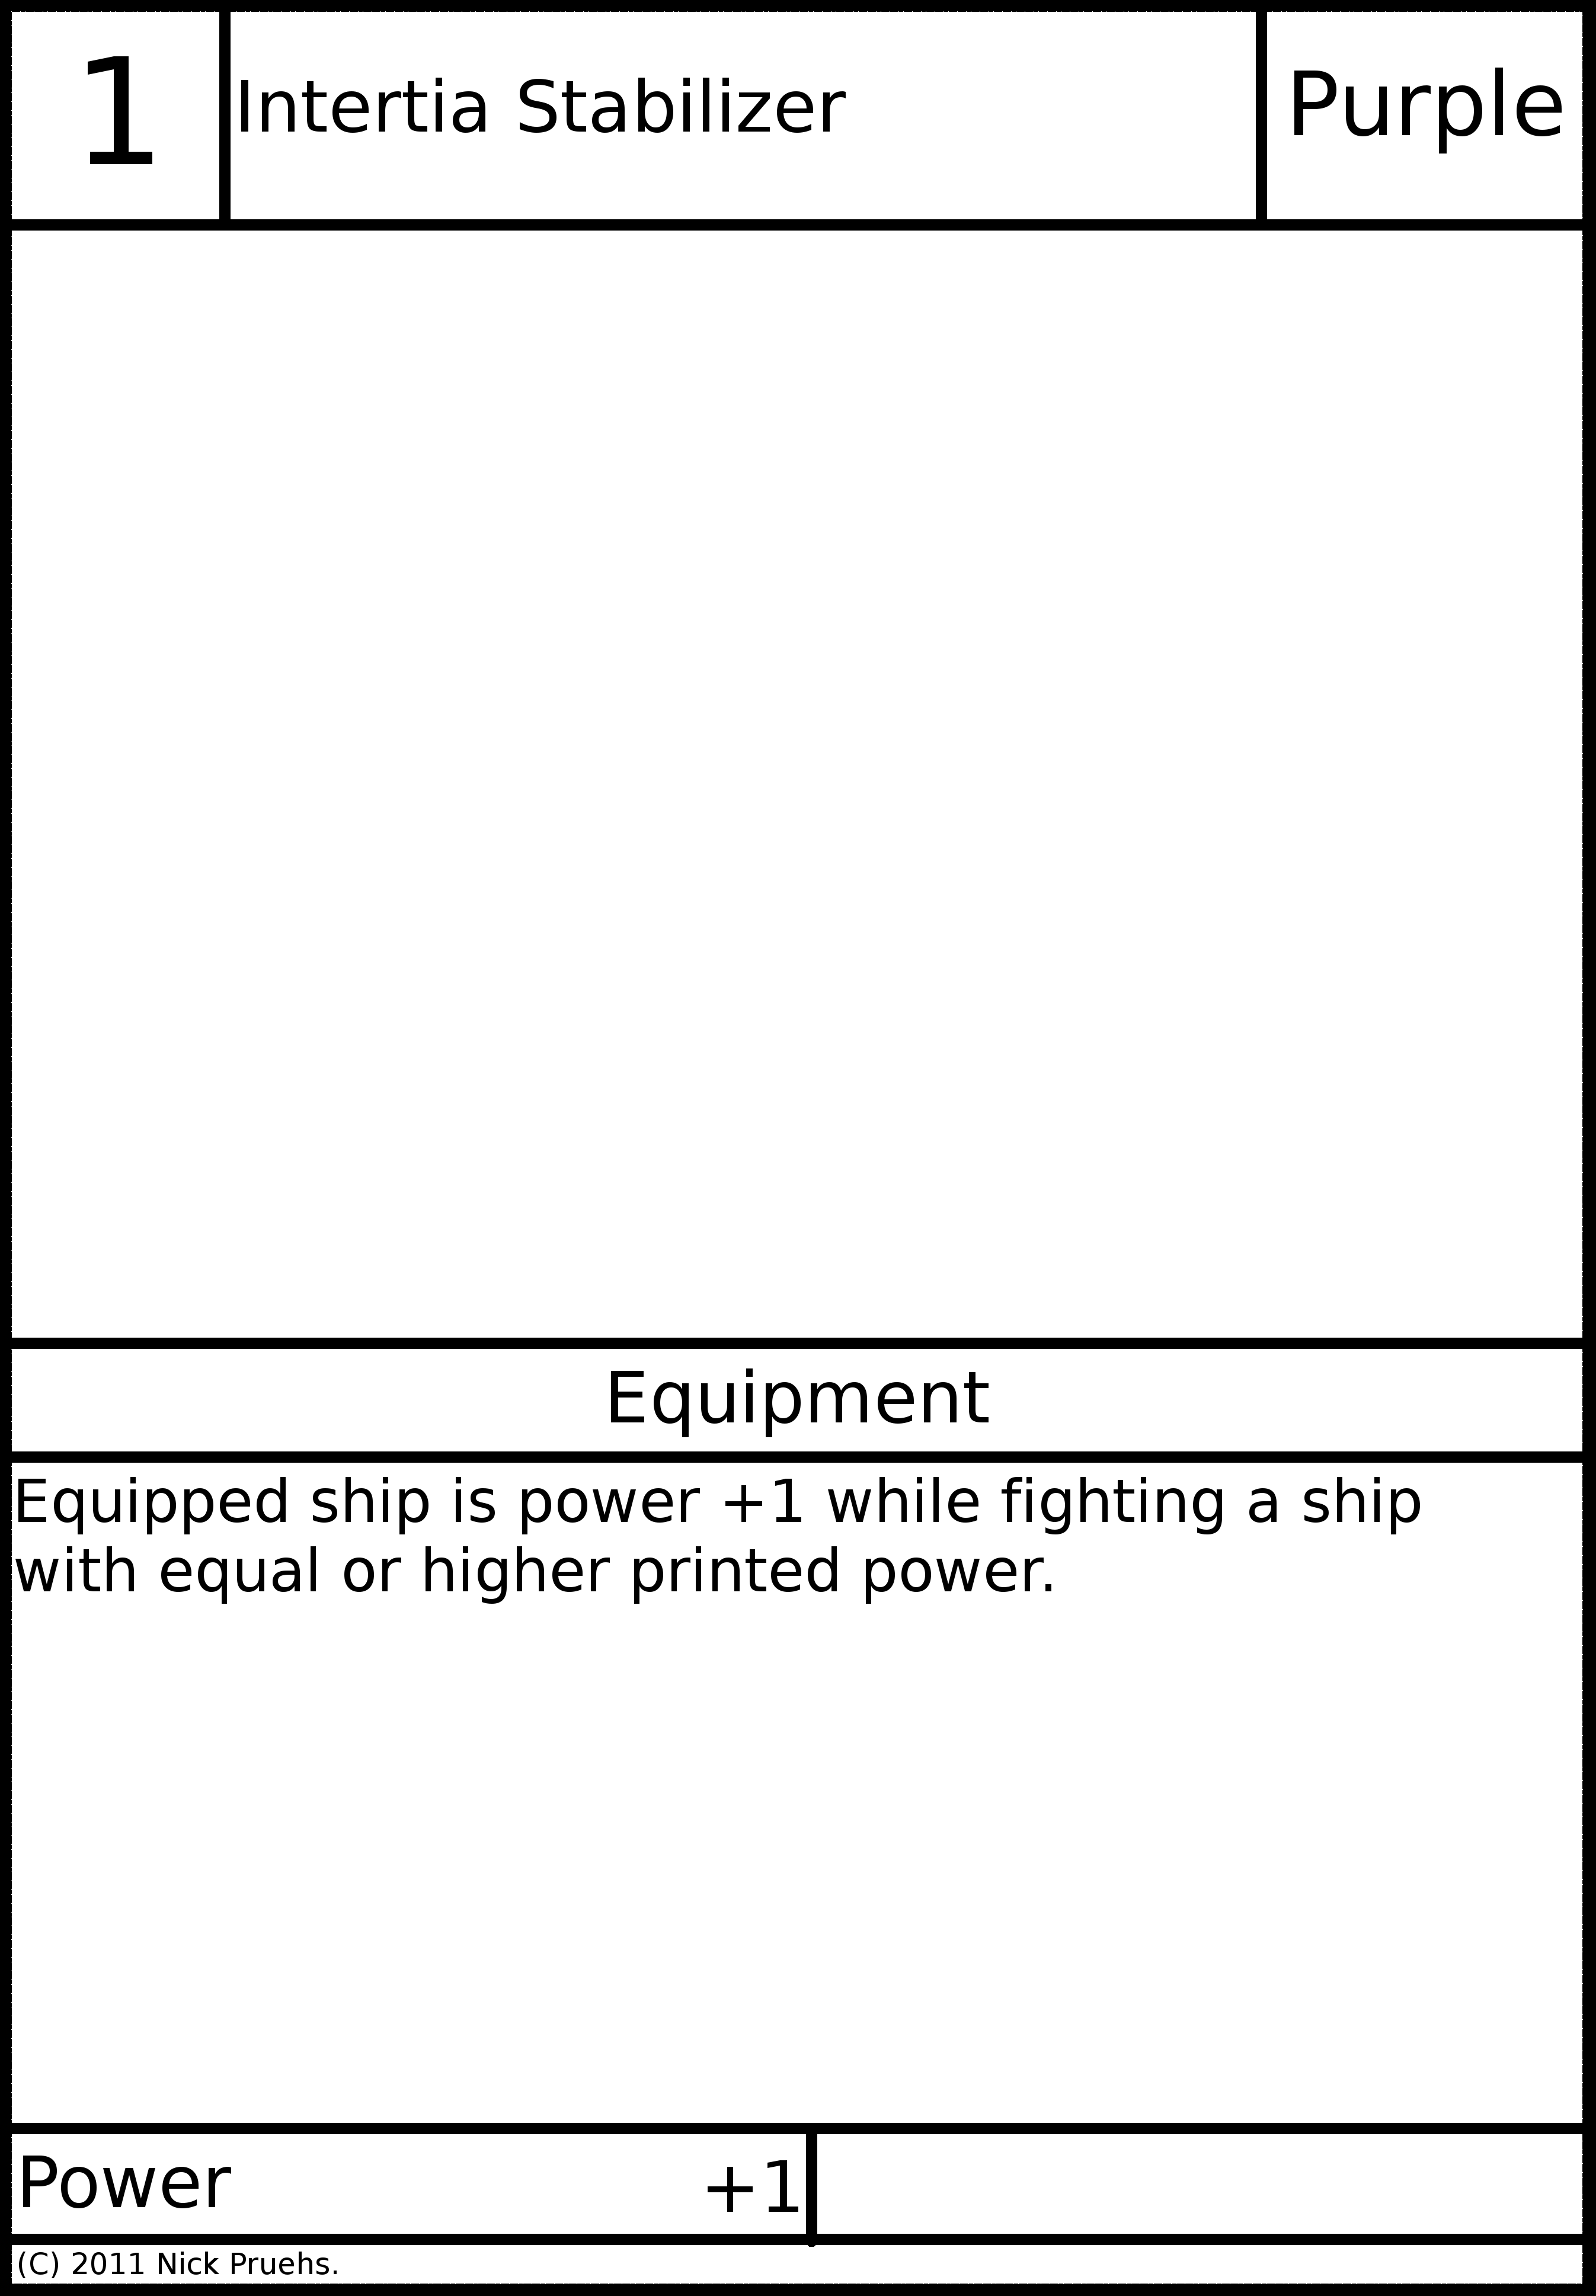 1
Intertia Stabilizer
Purple
Equipment
Equipped ship is power +1 while fighting a ship
with equal or higher printed power.
Power +1
(C) 2011 Nick Pruehs.